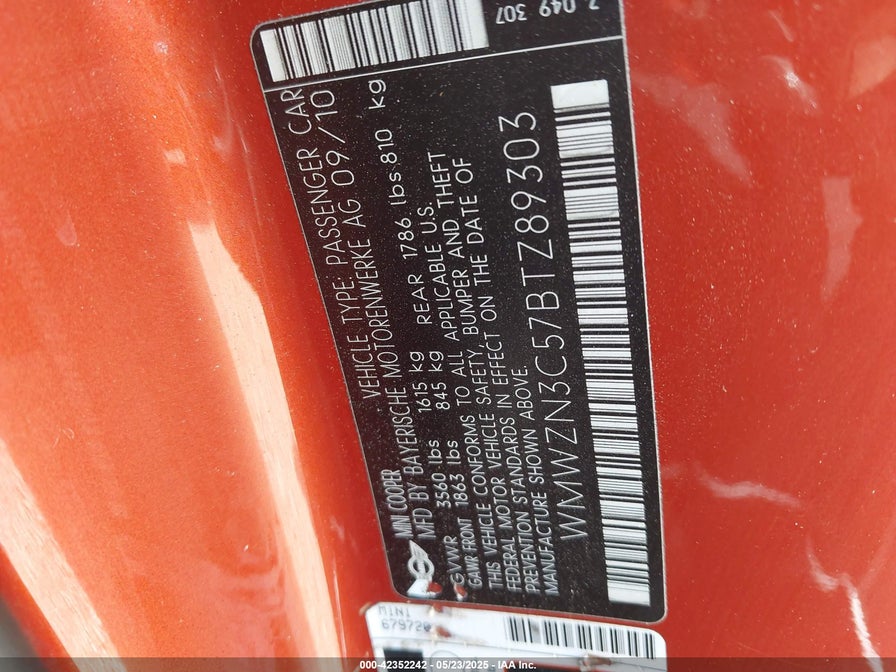 7 049 307
VEHICLE TYPE: PASSENGER CAR
MINI COOPER
MFD BY BAYERISCHE MOTORENWERKE AG 09/10
GVWR 3560 lbs 1615 kg
GAWR FRONT 1863 lbs 845 kg REAR 1786 lbs 810 kg
THIS VEHICLE CONFORMS TO ALL APPLICABLE U.S.
FEDERAL MOTOR VEHICLE SAFETY, BUMPER AND THEFT
PREVENTION STANDARDS IN EFFECT ON THE DATE OF
MANUFACTURE SHOWN ABOVE.
WMWZN3C57BTZ89303
MINI
000-42352242 - 05/23/2025 - IAA Inc.